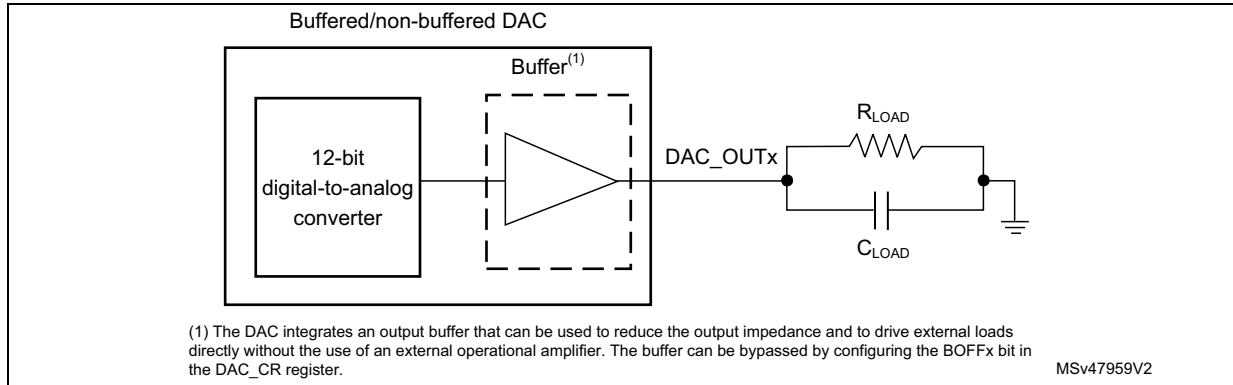 Buffered/non-buffered DAC
Buffer(1)
12-bit
digital-to-analog
converter
DAC_OUTx
RLOAD
CLOAD
(1) The DAC integrates an output buffer that can be used to reduce the output impedance and to drive external loads
directly without the use of an external operational amplifier. The buffer can be bypassed by configuring the BOFFx bit in
the DAC_CR register.
MSv47959V2